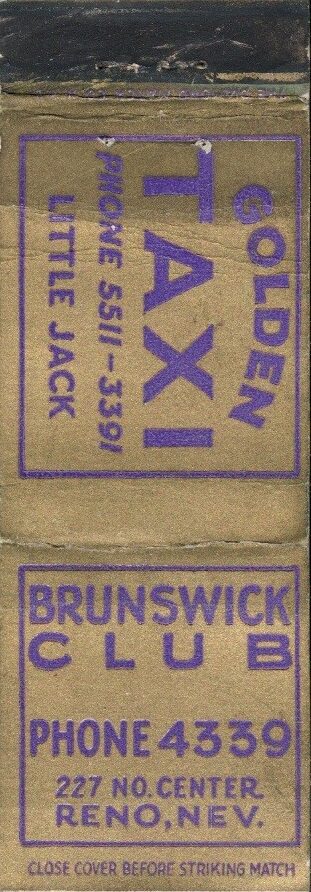 GOLDEN
TAXI
PHONE 5511-3391
LITTLE JACK
BRUNSWICK
CLUB
PHONE 4339
227 NO. CENTER
RENO, NEV.
CLOSE COVER BEFORE STRIKING MATCH